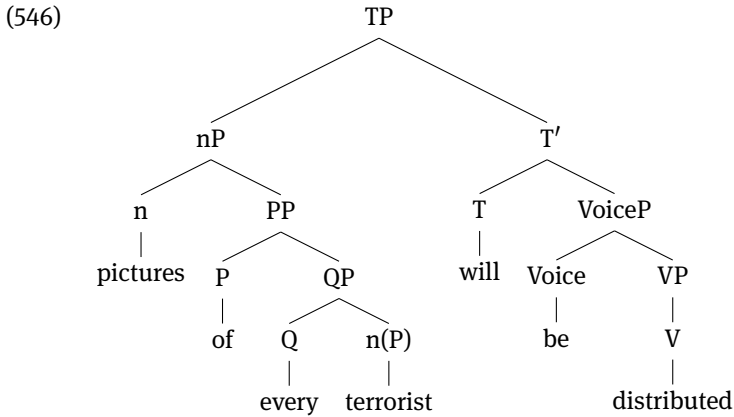 (546) TP
nP T′
n PP T VoiceP
pictures P QP will Voice VP
of Q n(P) be V
every terrorist distributed